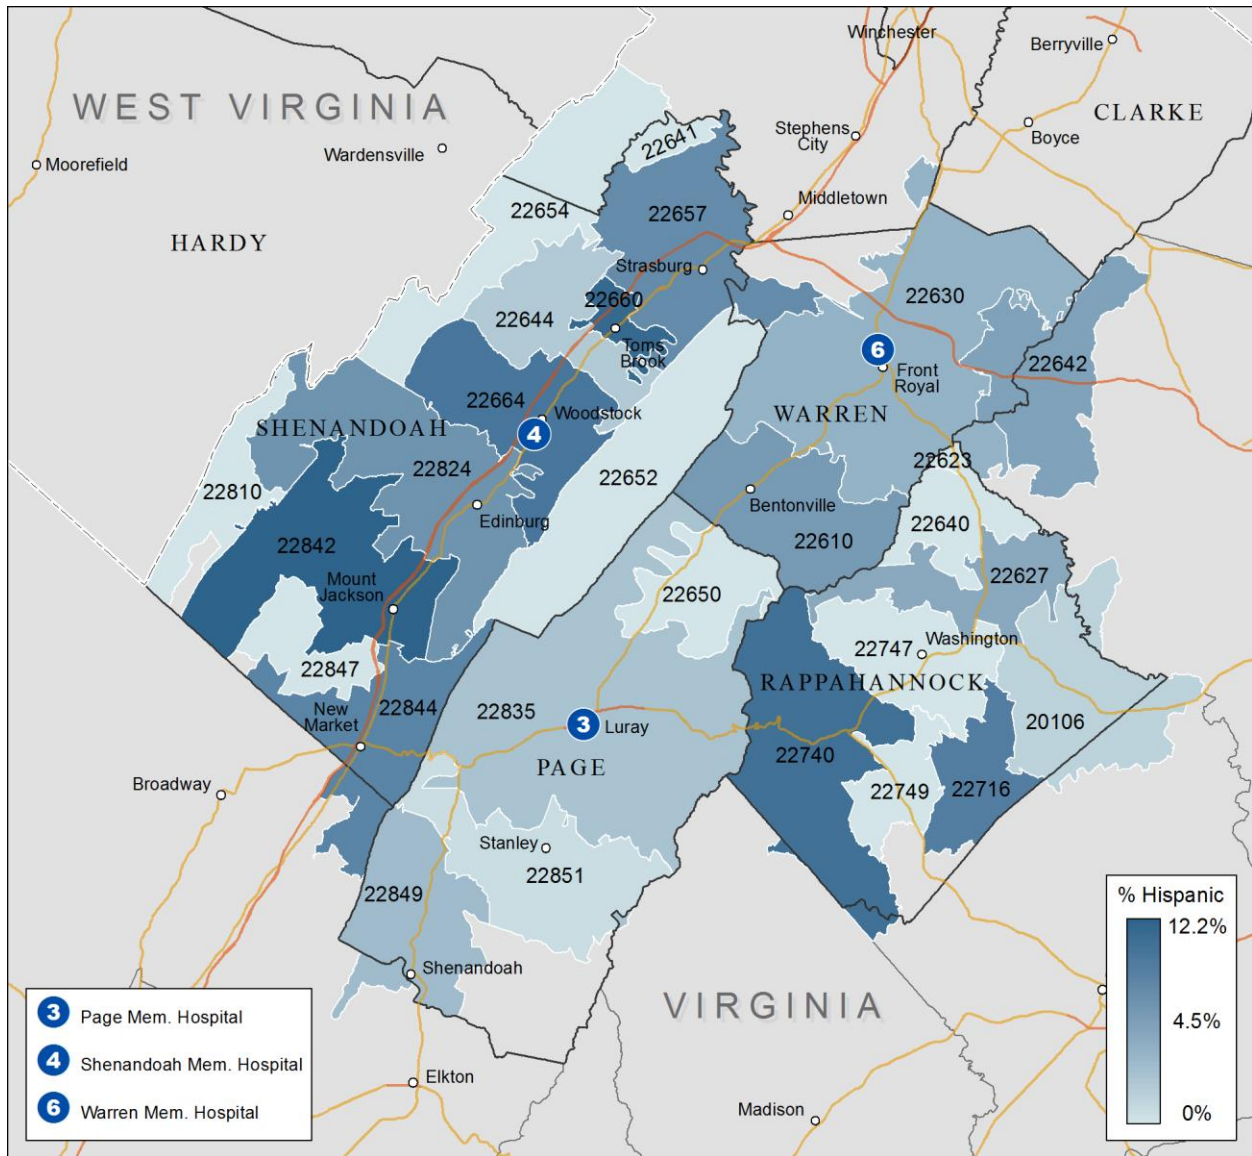 Winchester
Berryville
WEST VIRGINIA
CLARKE
Stephens
City
Boyce
22641
Wardensville
Moorefield
Middletown
22654
22657
HARDY
Strasburg
22660
22630
22644
Toms
Brook
6
Front
Royal
22642
22664
Woodstock
WARREN
SHENANDOAH
4
22824
22623
22810
22652
Bentonville
Edinburg
22640
22842
22610
22627
Mount
Jackson
22650
22747
Washington
22847
RAPPAHANNOCK
New
Market
22844
22835
3
Luray
20106
22740
PAGE
Broadway
22749
22716
Stanley
22851
22849
% Hispanic
12.2%
4.5%
0%
Shenandoah
VIRGINIA
3 Page Mem. Hospital
4 Shenandoah Mem. Hospital
6 Warren Mem. Hospital
Elkton
Madison